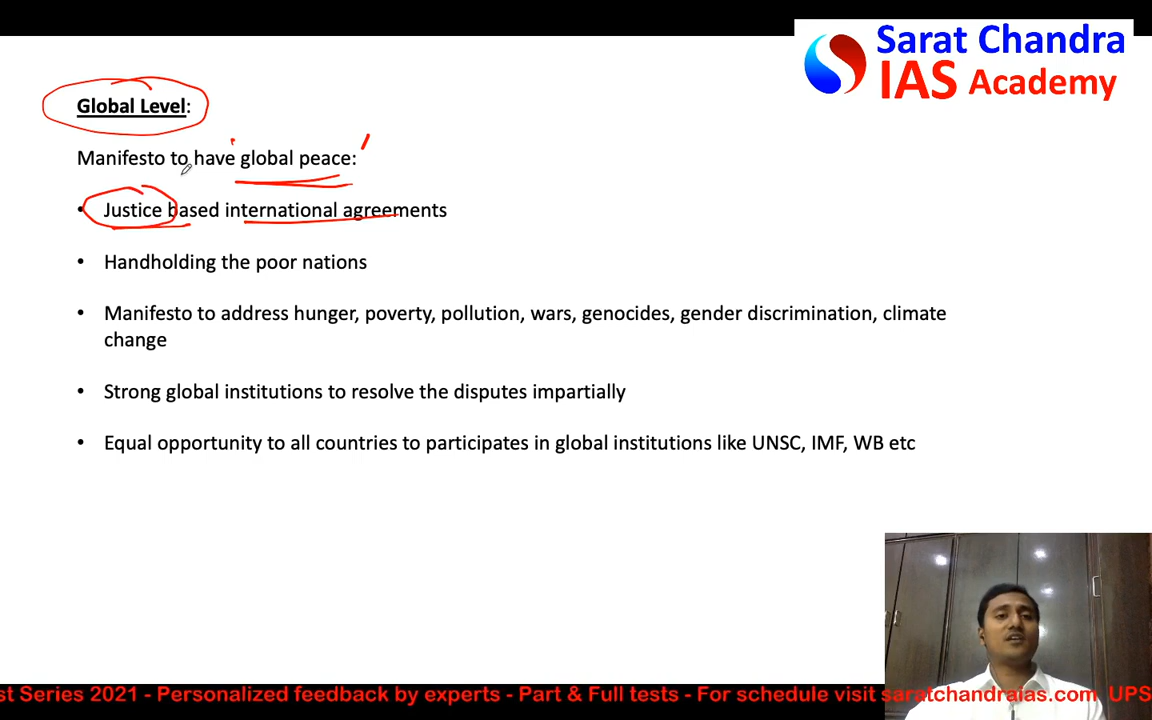 Sarat Chandra
IAS Academy
Global Level:
Manifesto to have global peace:
• Justice based international agreements
• Handholding the poor nations
• Manifesto to address hunger, poverty, pollution, wars, genocides, gender discrimination, climate
change
• Strong global institutions to resolve the disputes impartially
• Equal opportunity to all countries to participates in global institutions like UNSC, IMF, WB etc
st Series 2021 - Personalized feedback by experts - Part & Full tests - For schedule visit saratchandraias.com UPS